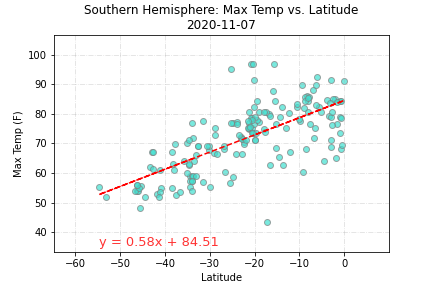 Southern Hemisphere: Max Temp vs. Latitude
2020-11-07
100
90
80
70
60
50
40
Max Temp (F)
y = 0.58x + 84.51
−60 −50 −40 −30 −20 −10 0
Latitude